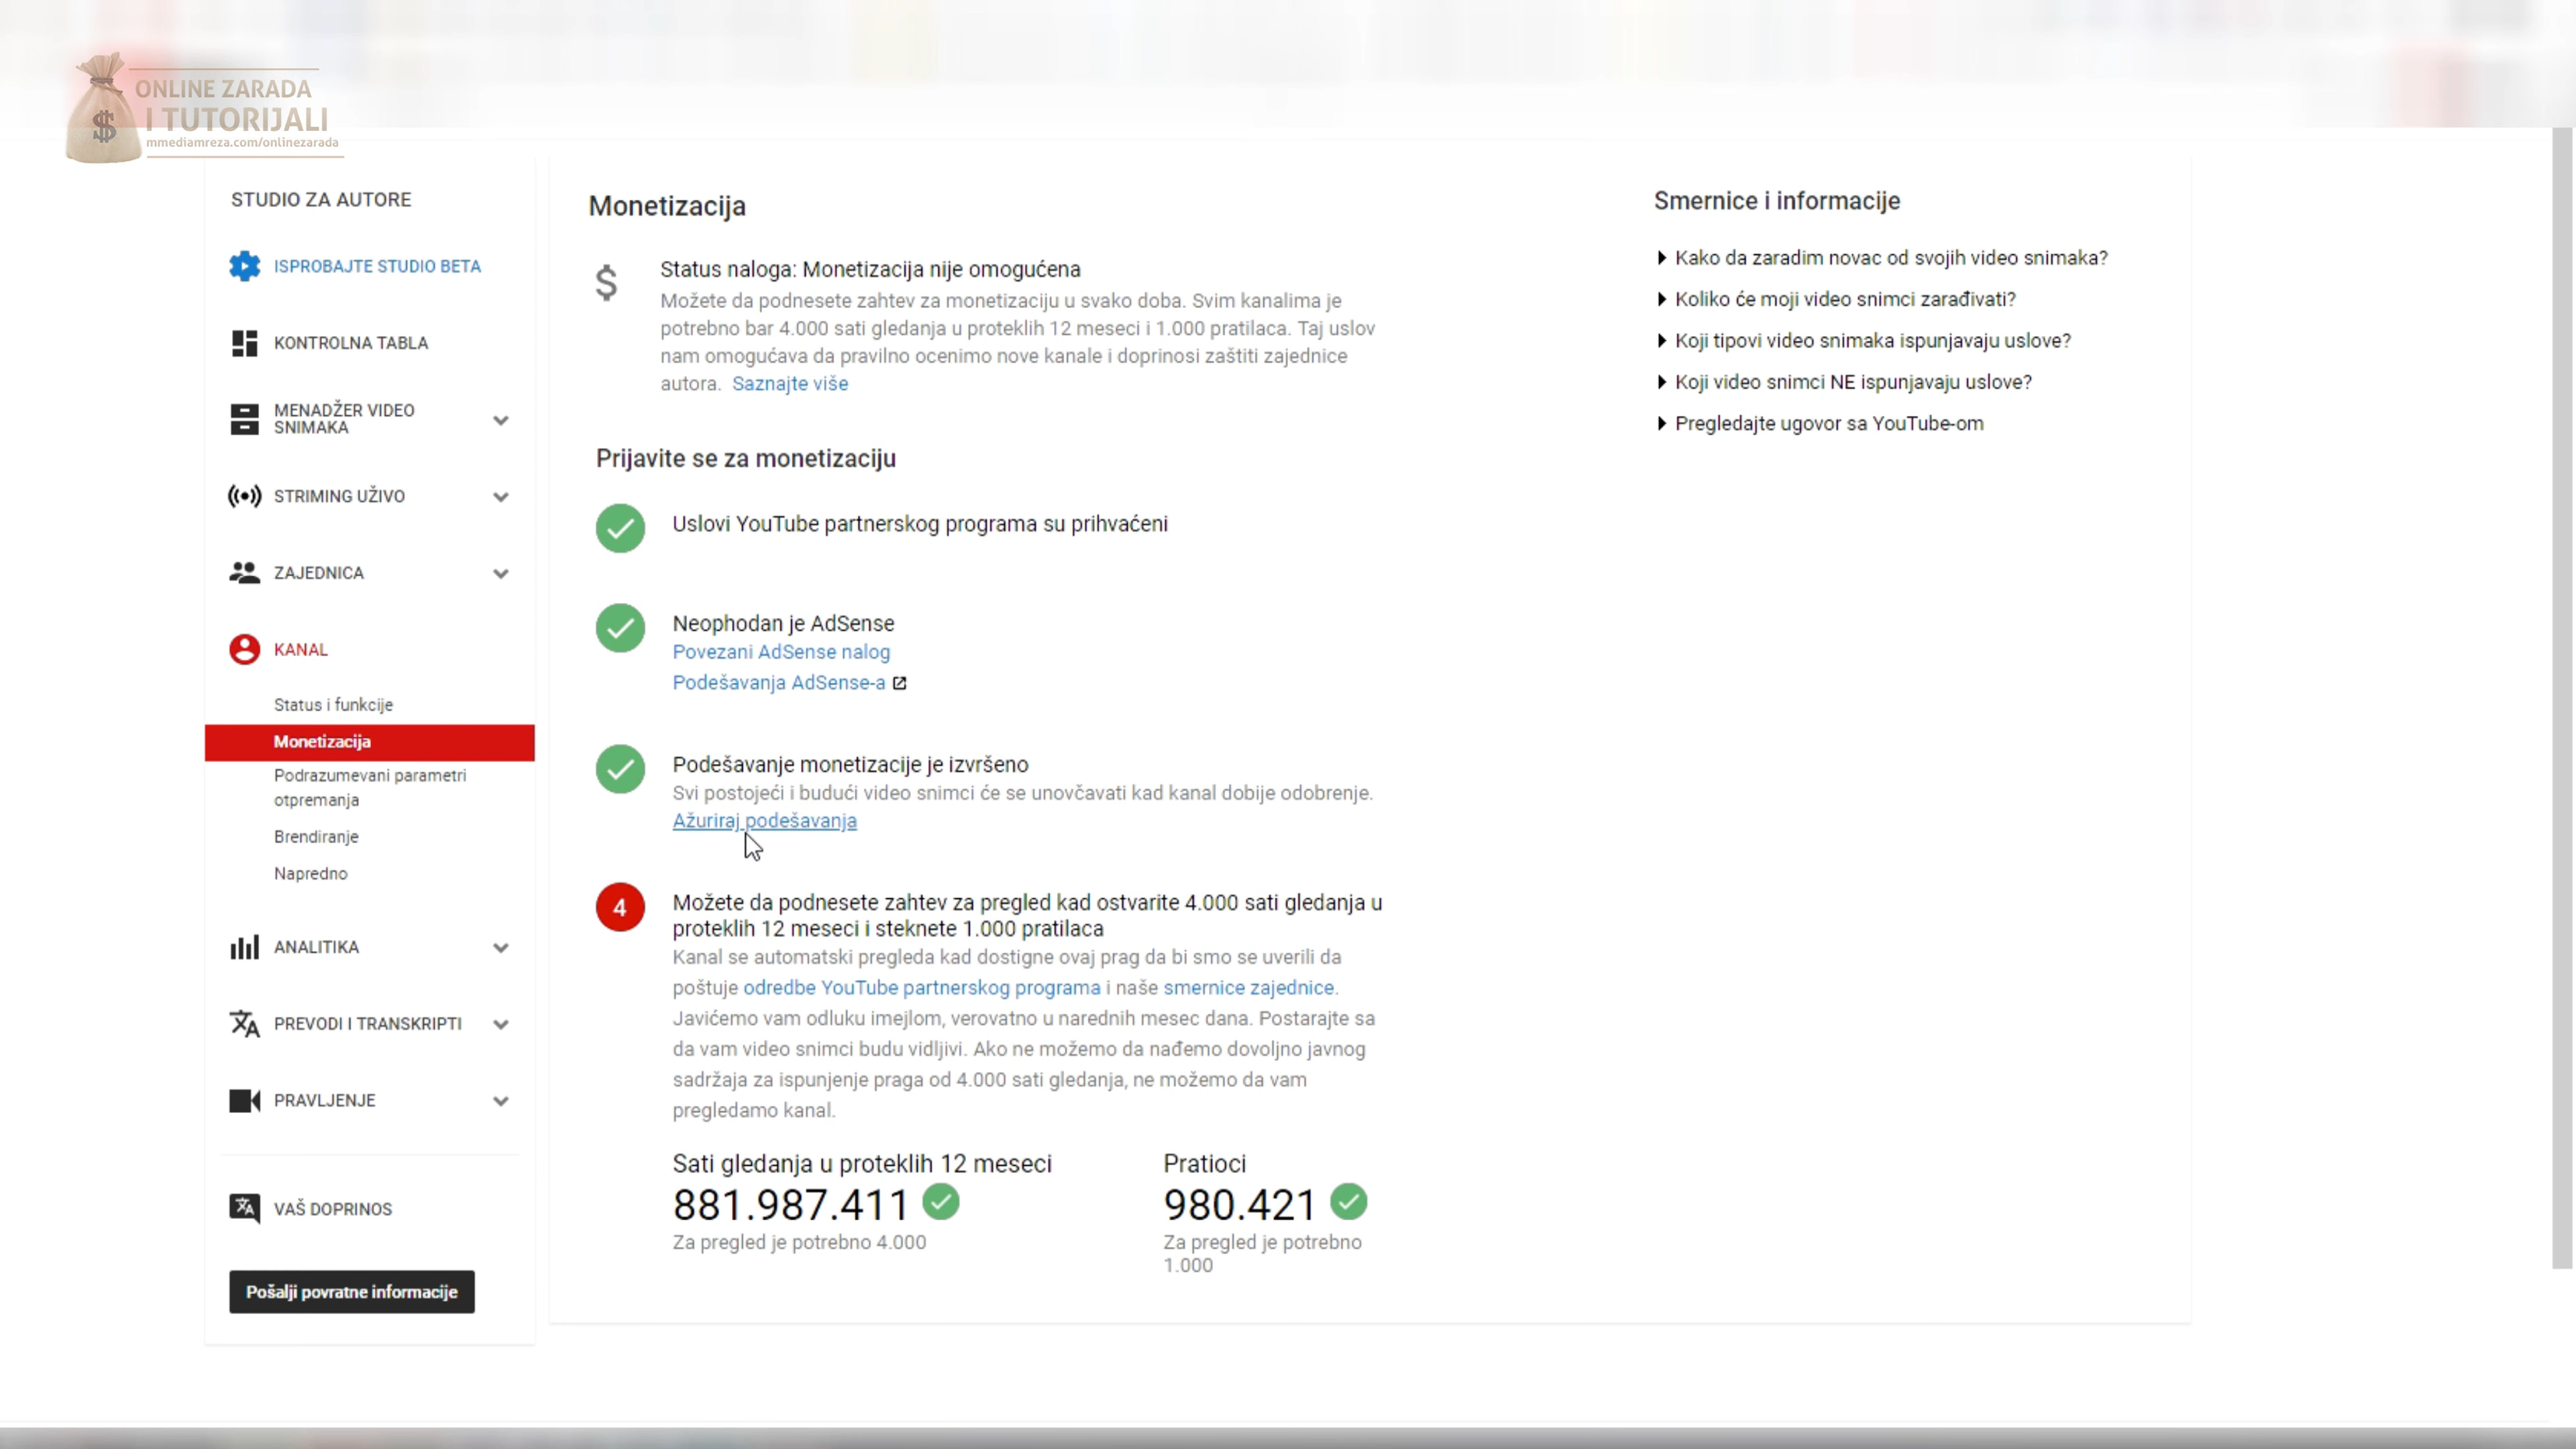 ONLINE ZARADA
I TUTORIJALI
mmediamreza.com/onlinezarada
STUDIO ZA AUTORE
ISPROBAJTE STUDIO BETA
KONTROLNA TABLA
MENADŽER VIDEO
SNIMAKA
STRIMING UŽIVO
ZAJEDNICA
KANAL
Status i funkcije
Monetizacija
Podrazumevani parametri
otpremanja
Brendiranje
Napredno
ANALITIKA
PREVODI I TRANSKRIPTI
PRAVLJENJE
VAŠ DOPRINOS
Pošalji povratne informacije
Monetizacija
Status naloga: Monetizacija nije omogućena
Možete da podnesete zahtev za monetizaciju u svako doba. Svim kanalima je
potrebno bar 4.000 sati gledanja u proteklih 12 meseci i 1.000 pratilaca. Taj uslov
nam omogućava da pravilno ocenimo nove kanale i doprinosi zaštiti zajednice
autora. Saznajte više
Prijavite se za monetizaciju
Uslovi YouTube partnerskog programa su prihvaćeni
Neophodan je AdSense
Povezani AdSense nalog
Podešavanja AdSense-a
Podešavanje monetizacije je izvršeno
Svi postojeći i budući video snimci će se unovčavati kad kanal dobije odobrenje.
Ažuriraj podešavanja
4
Možete da podnesete zahtev za pregled kad ostvarite 4.000 sati gledanja u
proteklih 12 meseci i steknete 1.000 pratilaca
Kanal se automatski pregleda kad dostigne ovaj prag da bi smo se uverili da
poštuje odredbe YouTube partnerskog programa i naše smernice zajednice.
Javićemo vam odluku imejlom, verovatno u narednih mesec dana. Postarajte sa
da vam video snimci budu vidljivi. Ako ne možemo da nađemo dovoljno javnog
sadržaja za ispunjenje praga od 4.000 sati gledanja, ne možemo da vam
pregledamo kanal.
Sati gledanja u proteklih 12 meseci
881.987.411
Za pregled je potrebno 4.000
Pratioci
980.421
Za pregled je potrebno
1.000
Smernice i informacije
Kako da zaradim novac od svojih video snimaka?
Koliko će moji video snimci zarađivati?
Koji tipovi video snimaka ispunjavaju uslove?
Koji video snimci NE ispunjavaju uslove?
Pregledajte ugovor sa YouTube-om